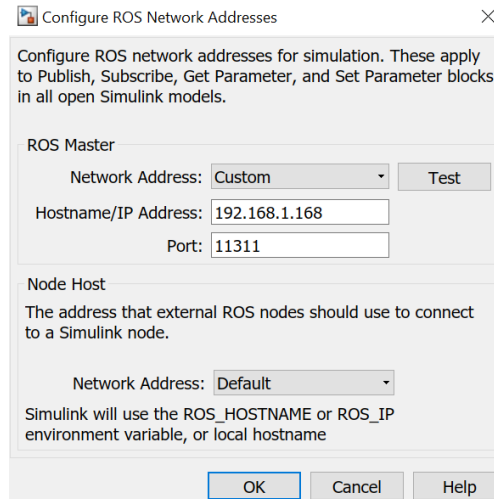 Configure ROS Network Addresses
Configure ROS network addresses for simulation. These apply
to Publish, Subscribe, Get Parameter, and Set Parameter blocks
in all open Simulink models.
ROS Master
Network Address: Custom Test
Hostname/IP Address: 192.168.1.168
Port: 11311
Node Host
The address that external ROS nodes should use to connect
to a Simulink node.
Network Address: Default
Simulink will use the ROS_HOSTNAME or ROS_IP
environment variable, or local hostname
OK Cancel Help